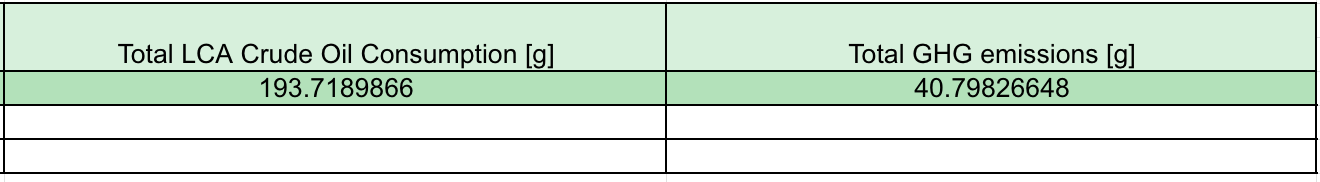 Total LCA Crude Oil Consumption [g] Total GHG emissions [g]
193.7189866 40.79826648